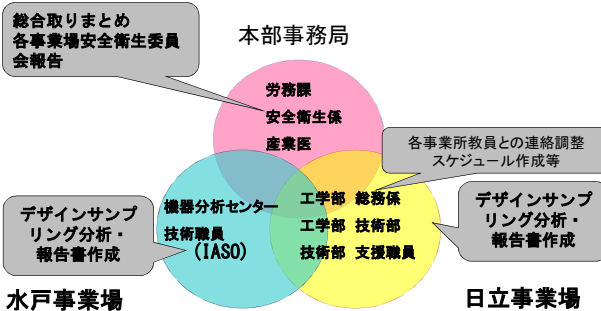 総合取りまとめ
各事業場安全衛生委員
会報告
本部事務局
労務課
安全衛生係
産業医
各事業所教員との連絡調整
スケジュール作成等
機器分析センター
技術職員
(IASO)
工学部 総務係
工学部 技術部
技術部 支援職員
デザインサンプ
リング分析・
報告書作成
デザインサンプ
リング分析・
報告書作成
水戸事業場
日立事業場